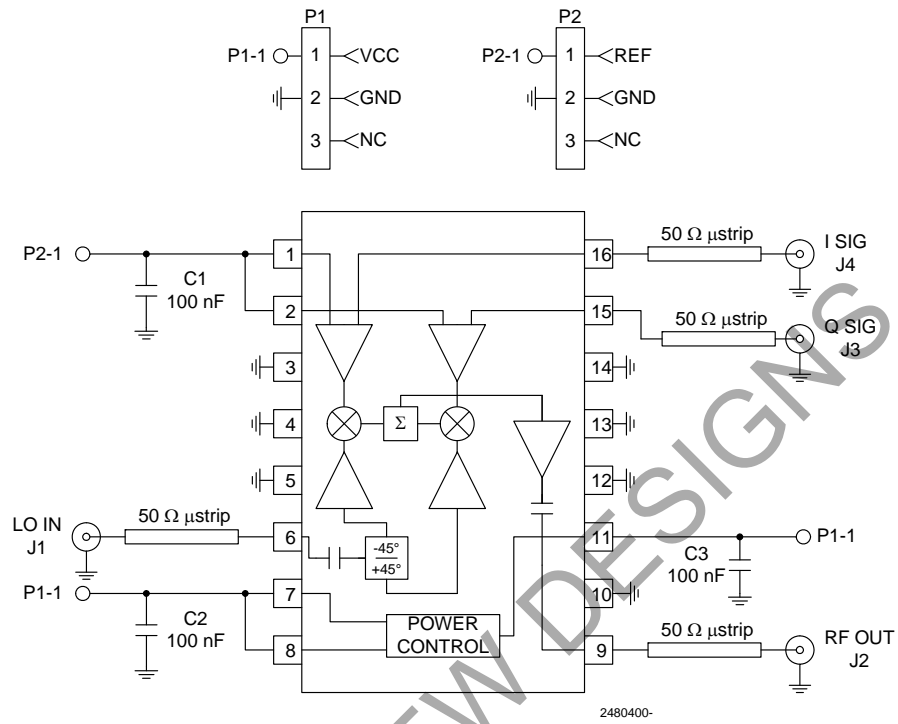 P1
P2
P1-1
1
VCC
P2-1
1
REF
2
GND
2
GND
3
NC
3
NC
P2-1
C1
100 nF
1
16
50 Ω μstrip
I SIG
J4
2
15
50 Ω μstrip
Q SIG
J3
3
14
4
Σ
13
5
12
LO IN
J1
50 Ω μstrip
6
-45°
+45°
11
P1-1
C3
100 nF
P1-1
C2
100 nF
7
10
8
POWER
CONTROL
9
50 Ω μstrip
RF OUT
J2
2480400-
EW DESIGNS